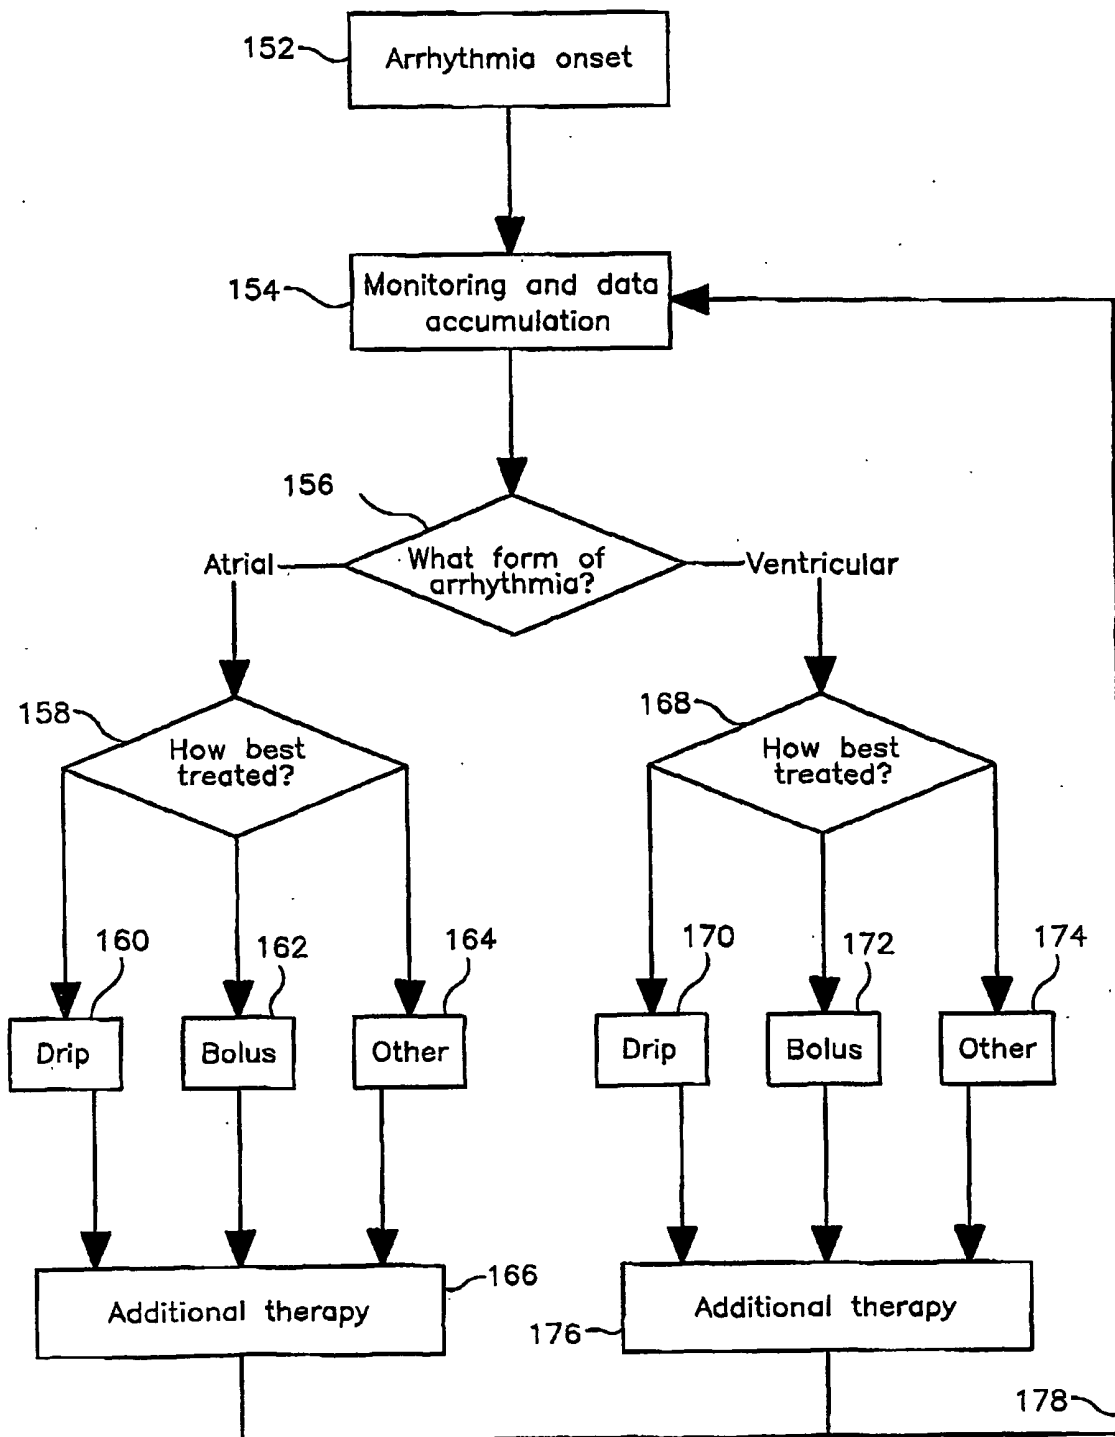 152
Arrhythmia onset
154
Monitoring and data
accumulation
156
What form of
arrhythmia?
Atrial
Ventricular
158
How best
treated?
168
How best
treated?
160
162
164
170
172
174
Drip
Bolus
Other
Drip
Bolus
Other
Additional therapy
166
Additional therapy
176
178